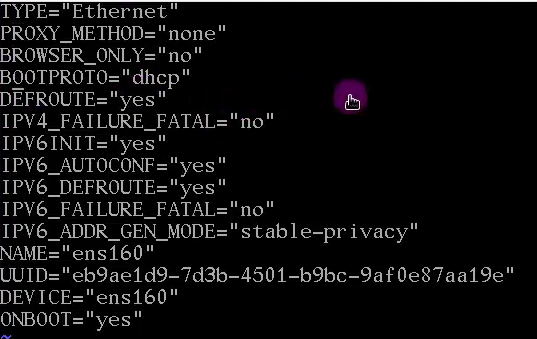 TYPE="Ethernet"
PROXY_METHOD="none"
BROWSER_ONLY="no"
BOOTPROTO="dhcp"
DEFROUTE="yes"
IPV4_FAILURE_FATAL="no"
IPV6INIT="yes"
IPV6_AUTOCONF="yes"
IPV6_DEFROUTE="yes"
IPV6_FAILURE_FATAL="no"
IPV6_ADDR_GEN_MODE="stable-privacy"
NAME="ens160"
UUID="eb9ae1d9-7d3b-4501-b9bc-9af0e87aa19e"
DEVICE="ens160"
ONBOOT="yes"
~